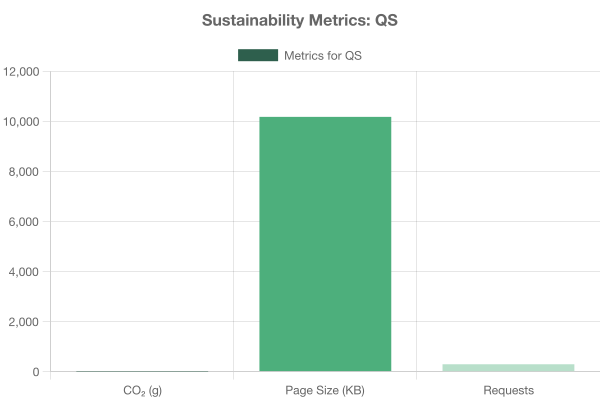 Sustainability Metrics: QS
Metrics for QS
12,000
10,000
8,000
6,000
4,000
2,000
0
CO₂ (g)
Page Size (KB)
Requests